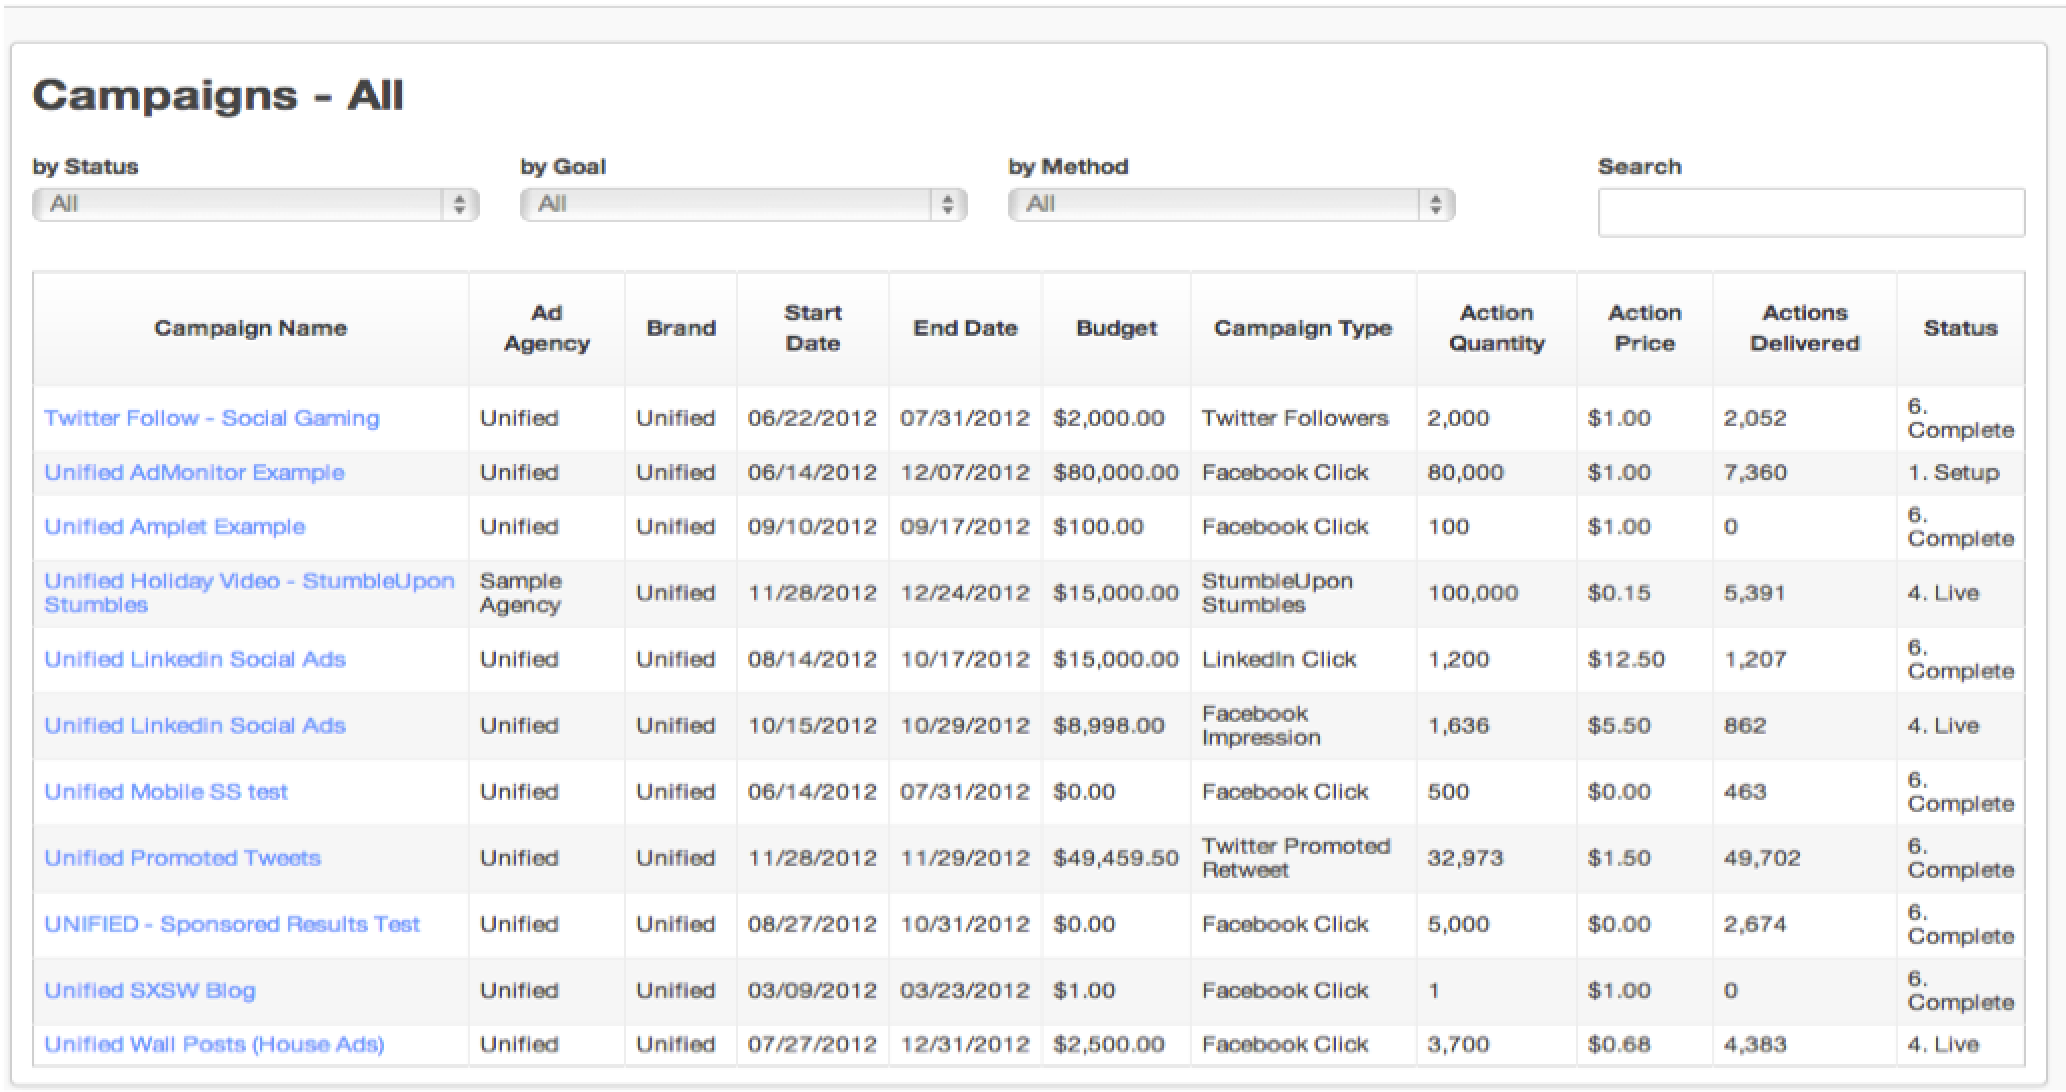 Campaigns - All
by Status
by Goal
by Method
Search
All
All
All
Campaign Name Ad Agency Brand Start Date End Date Budget Campaign Type Action Quantity Action Price Actions Delivered Status
Twitter Follow - Social Gaming Unified Unified 06/22/2012 07/31/2012 $2,000.00 Twitter Followers 2,000 $1.00 2,052 6. Complete
Unified AdMonitor Example Unified Unified 06/14/2012 12/07/2012 $80,000.00 Facebook Click 80,000 $1.00 7,360 1. Setup
Unified Amplet Example Unified Unified 09/10/2012 09/17/2012 $100.00 Facebook Click 100 $1.00 0 6. Complete
Unified Holiday Video - StumbleUpon Stumbles Sample Agency Unified 11/28/2012 12/24/2012 $15,000.00 StumbleUpon Stumbles 100,000 $0.15 5,391 4. Live
Unified Linkedin Social Ads Unified Unified 08/14/2012 10/17/2012 $15,000.00 LinkedIn Click 1,200 $12.50 1,207 6. Complete
Unified Linkedin Social Ads Unified Unified 10/15/2012 10/29/2012 $8,998.00 Facebook Impression 1,636 $5.50 862 4. Live
Unified Mobile SS test Unified Unified 06/14/2012 07/31/2012 $0.00 Facebook Click 500 $0.00 463 6. Complete
Unified Promoted Tweets Unified Unified 11/28/2012 11/29/2012 $49,459.50 Twitter Promoted Retweet 32,973 $1.50 49,702 6. Complete
UNIFIED - Sponsored Results Test Unified Unified 08/27/2012 10/31/2012 $0.00 Facebook Click 5,000 $0.00 2,674 6. Complete
Unified SXSW Blog Unified Unified 03/09/2012 03/23/2012 $1.00 Facebook Click 1 $1.00 0 6. Complete
Unified Wall Posts (House Ads) Unified Unified 07/27/2012 12/31/2012 $2,500.00 Facebook Click 3,700 $0.68 4,383 4. Live